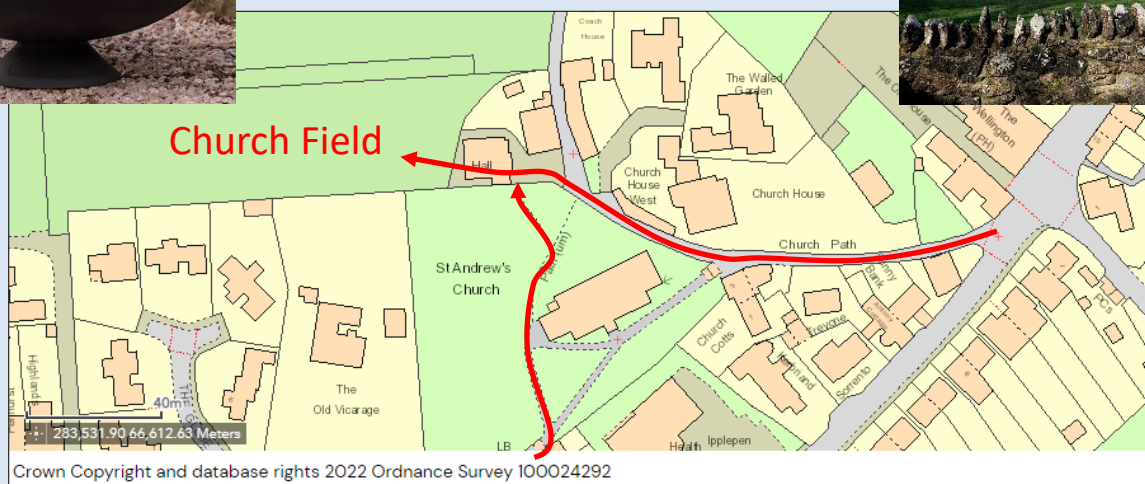 Coach
House
The Walled
Garden
The
Wellington
(PH)
Church Field
Hall
Church
House
West
Church House
Church Path
Path (um)
St Andrew's
Church
Church
Cotts
Trevone
Sorrento
PCs
Highlands
The
Old Vicarage
40m
283,531.90 66,612.63 Meters
LB
Health
Ipplepen
Crown Copyright and database rights 2022 Ordnance Survey 100024292